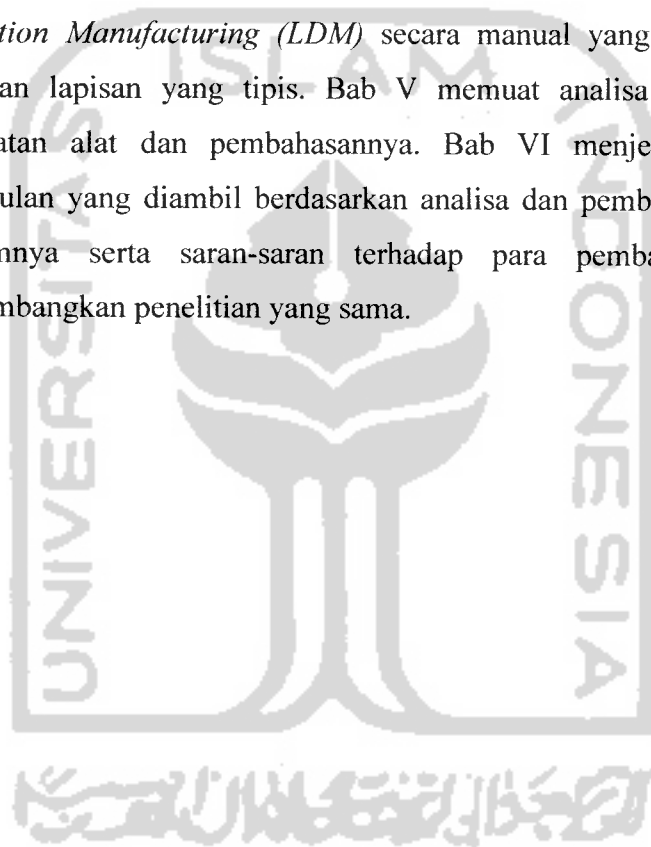 tion Manufacturing (LDM) secara manual yang
an lapisan yang tipis. Bab V memuat analisa
atan alat dan pembahasannya. Bab VI menje
ulan yang diambil berdasarkan analisa dan pemb
nnya serta saran-saran terhadap para pemba
mbangkan penelitian yang sama.
ISLAM
UNIVERSITAS
INDONESIA